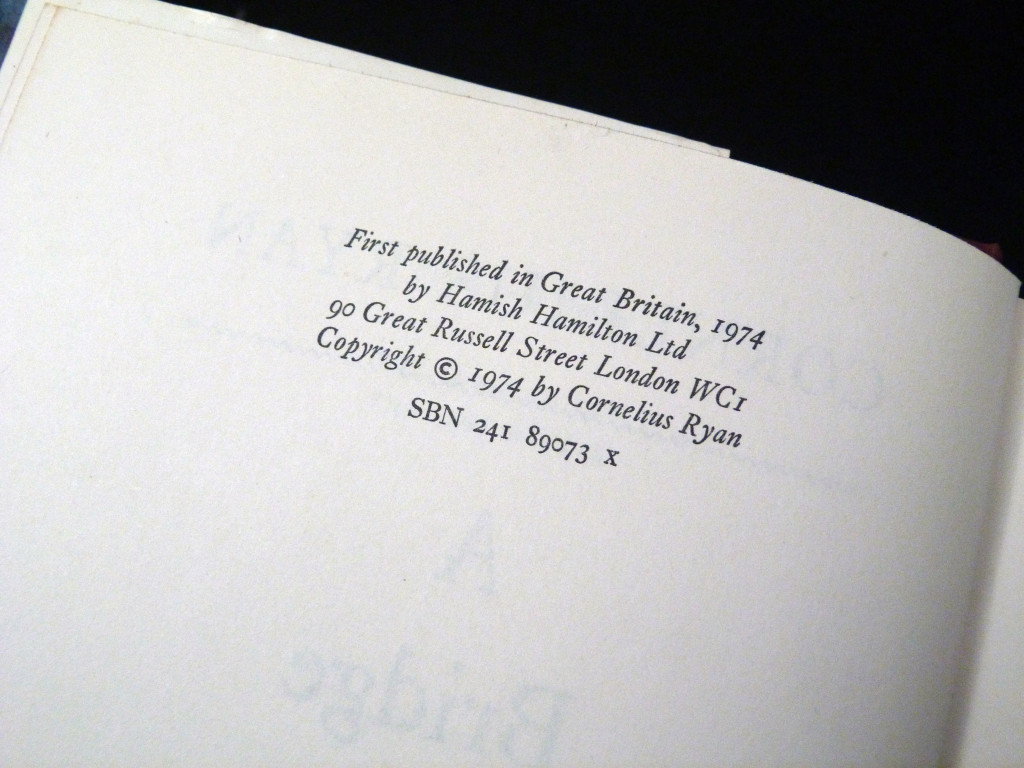 First published in Great Britain, 1974
by Hamish Hamilton Ltd
90 Great Russell Street London WC1
Copyright © 1974 by Cornelius Ryan
SBN 241 89073 x
A
Bridge